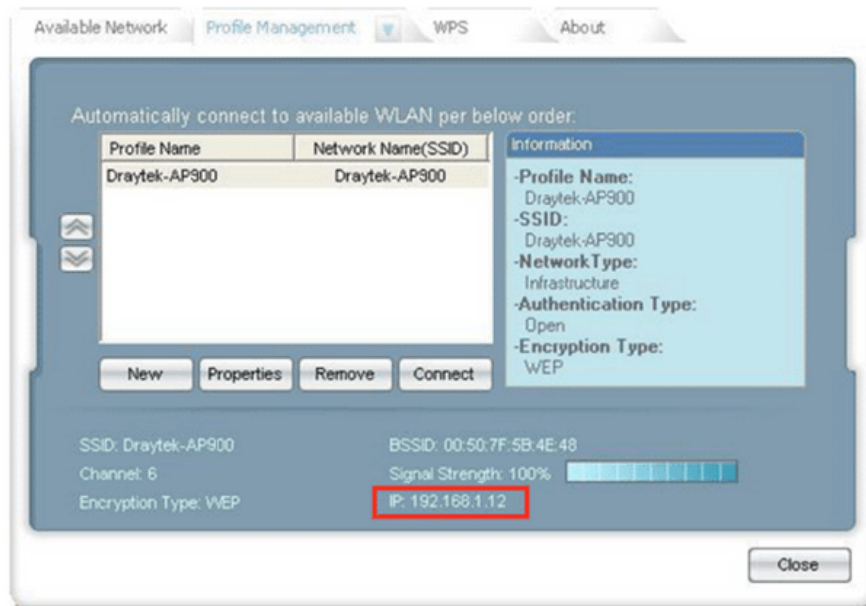 Available Network Profile Management WPS About
Automatically connect to available WLAN per below order:
Profile Name Network Name(SSID)
Draytek-AP900 Draytek-AP900
Information
-Profile Name:
Draytek-AP900
-SSID:
Draytek-AP900
-NetworkType:
Infrastructure
-Authentication Type:
Open
-Encryption Type:
WEP
New Properties Remove Connect
SSID: Draytek-AP900 BSSID: 00:50:7F:5B:4E:48
Channel: 6 Signal Strength: 100%
Encryption Type: WEP IP: 192.168.1.12
Close